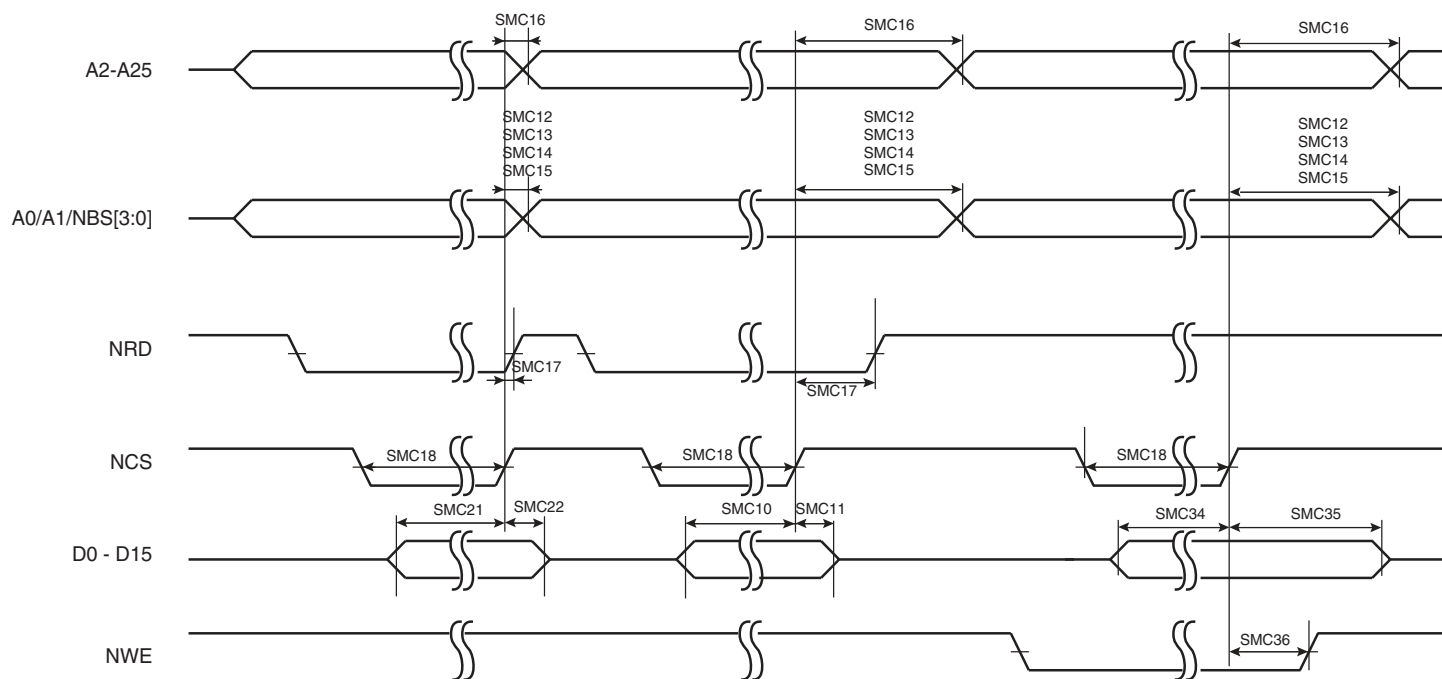 SMC16
SMC16
SMC16
A2-A25
SMC12
SMC13
SMC14
SMC15
SMC12
SMC13
SMC14
SMC15
SMC12
SMC13
SMC14
SMC15
A0/A1/NBS[3:0]
NRD
SMC17
SMC17
NCS
SMC18
SMC18
SMC18
SMC21
SMC22
SMC10
SMC11
SMC34
SMC35
D0 - D15
NWE
SMC36